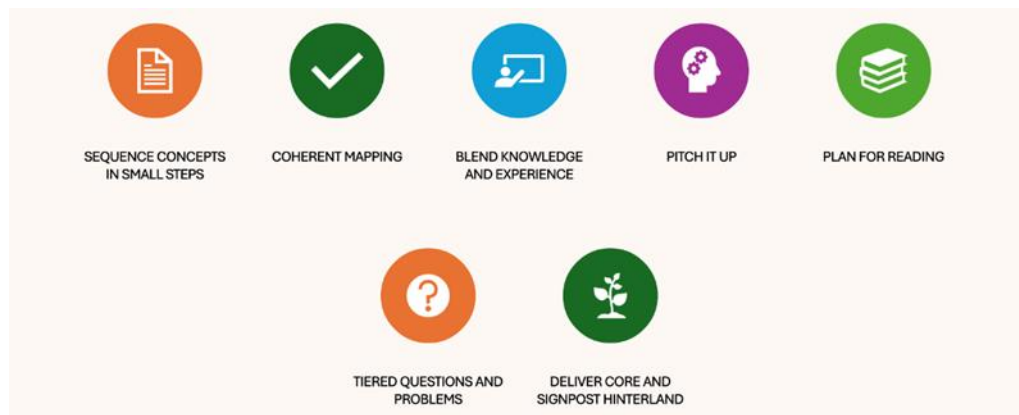 SEQUENCE CONCEPTS
IN SMALL STEPS
COHERENT MAPPING
BLEND KNOWLEDGE
AND EXPERIENCE
PITCH IT UP
PLAN FOR READING
?
TIERED QUESTIONS AND
PROBLEMS
DELIVER CORE AND
SIGNPOST HINTERLAND